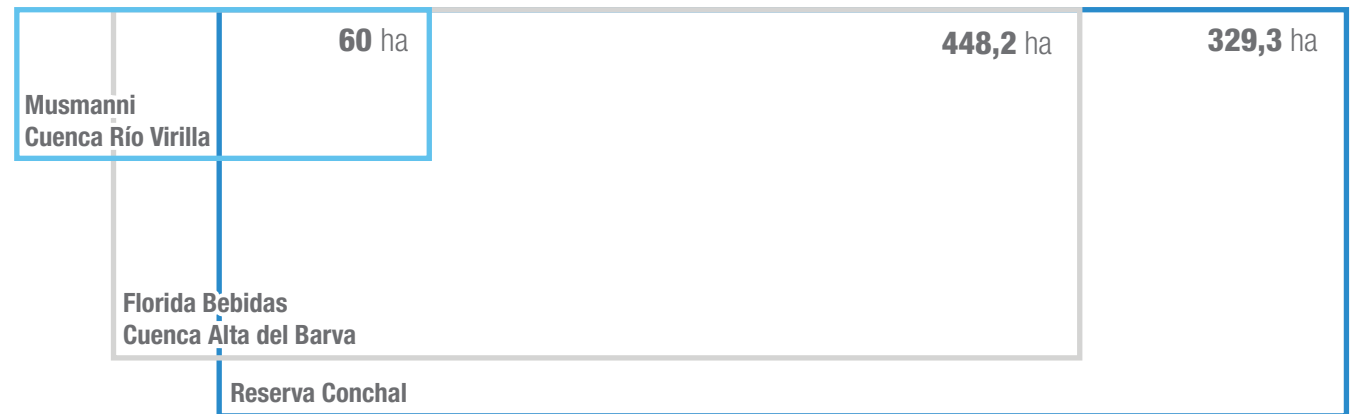 60 ha
448,2 ha
329,3 ha
Musmanni
Cuenca Río Virilla
Florida Bebidas
Cuenca Alta del Barva
Reserva Conchal